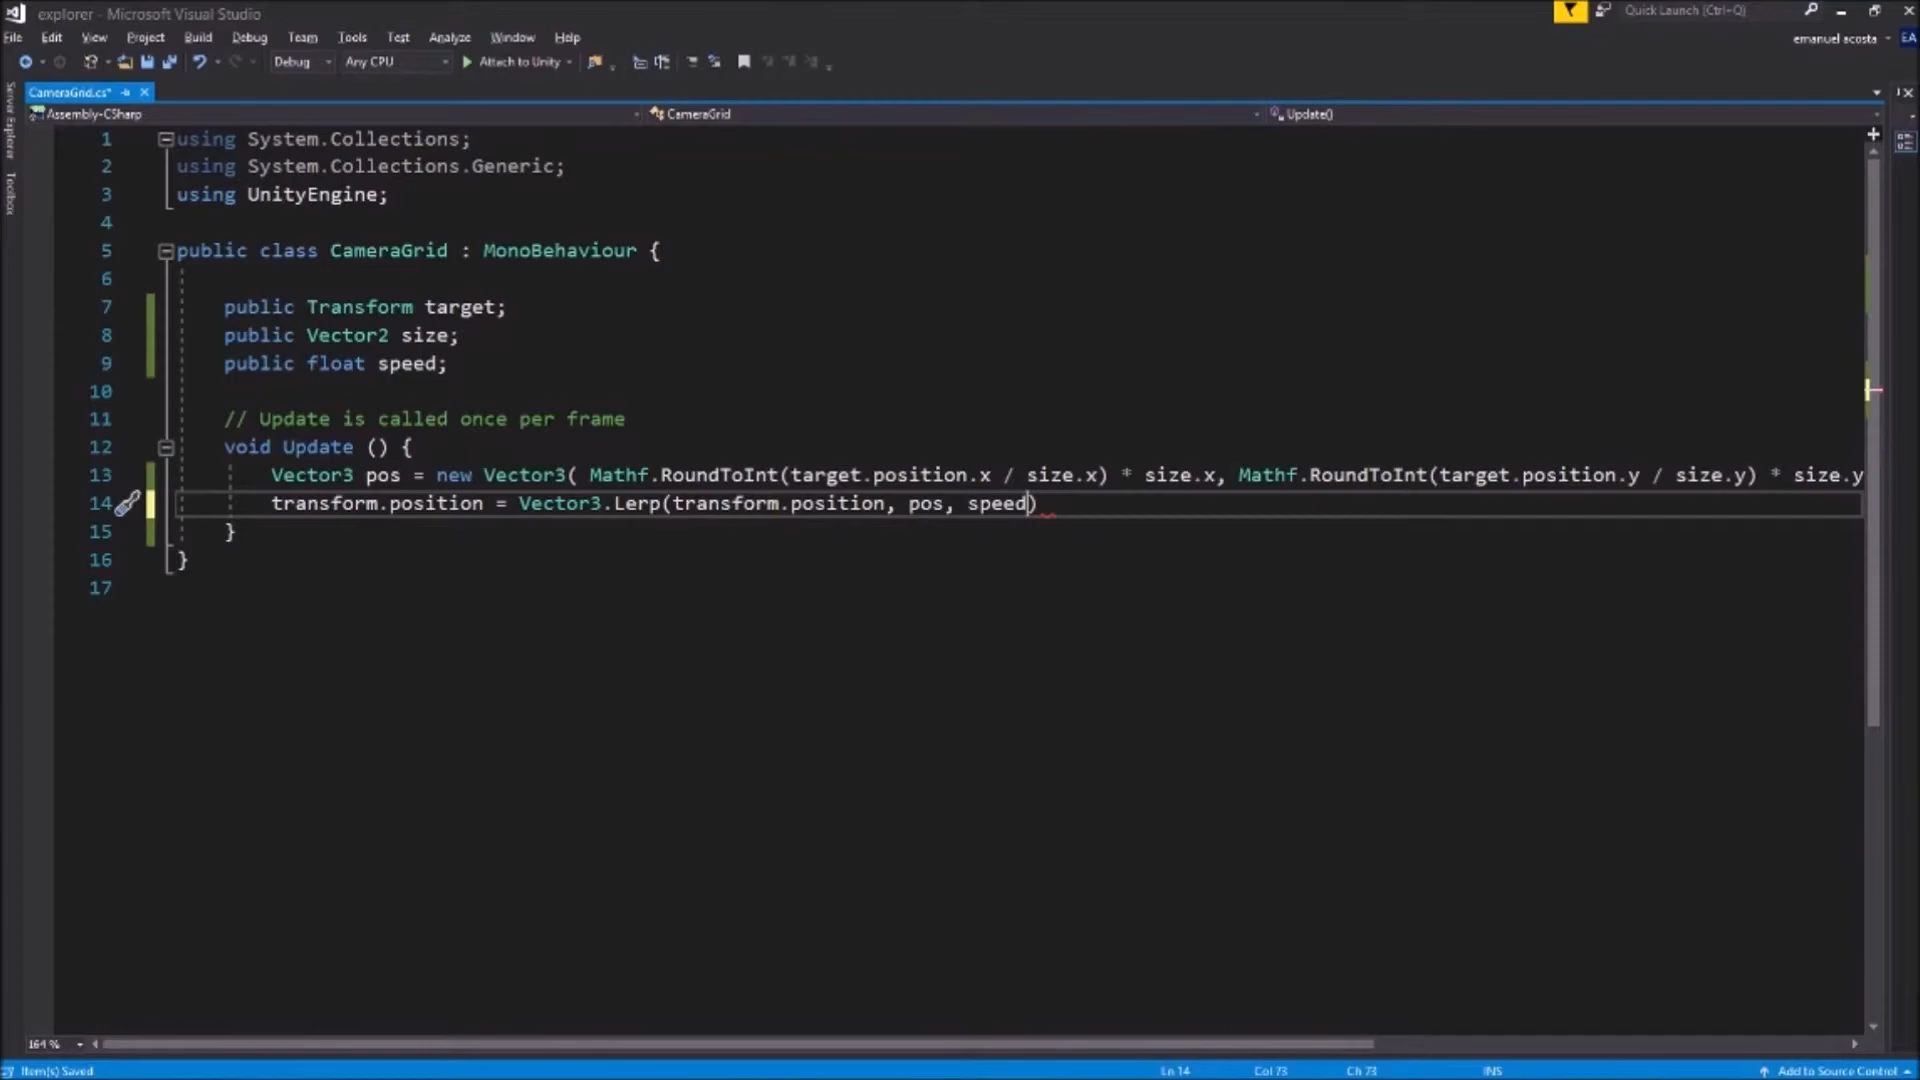 explorer - Microsoft Visual Studio
Quick Launch (Ctrl+Q)
File Edit View Project Build Debug Team Tools Test Analyze Window Help
emanuel acosta EA
Debug Any CPU Attach to Unity
CameraGrid.cs*
Assembly-CSharp CameraGrid Update()
Server Explorer
Toolbox
1 using System.Collections;
2 using System.Collections.Generic;
3 using UnityEngine;
4
5 public class CameraGrid : MonoBehaviour {
6
7 public Transform target;
8 public Vector2 size;
9 public float speed;
10
11 // Update is called once per frame
12 void Update () {
13 Vector3 pos = new Vector3( Mathf.RoundToInt(target.position.x / size.x) * size.x, Mathf.RoundToInt(target.position.y / size.y) * size.y
14 transform.position = Vector3.Lerp(transform.position, pos, speed)
15 }
16 }
17
164 %
Item(s) Saved Ln 14 Col 73 Ch 73 INS Add to Source Control